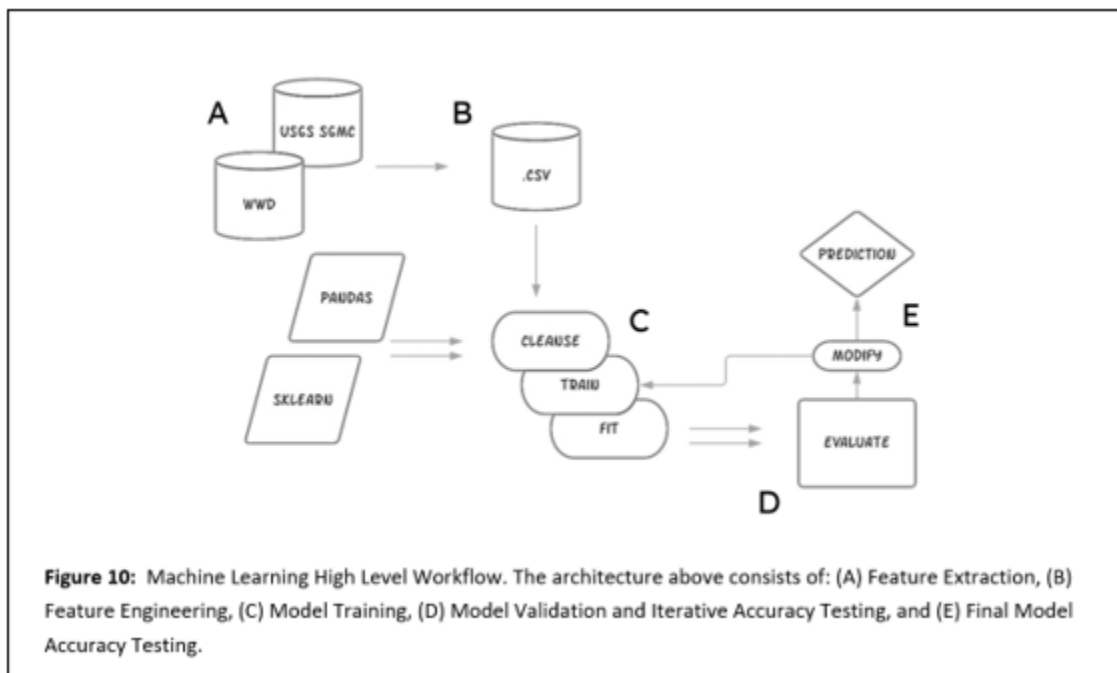 A
USGS SGMC
WWD
B
.CSV
PANDAS
SKLEARN
CLEANSE
TRAIN
FIT
C
PREDICTION
E
MODIFY
EVALUATE
D
Figure 10: Machine Learning High Level Workflow. The architecture above consists of: (A) Feature Extraction, (B)
Feature Engineering, (C) Model Training, (D) Model Validation and Iterative Accuracy Testing, and (E) Final Model
Accuracy Testing.